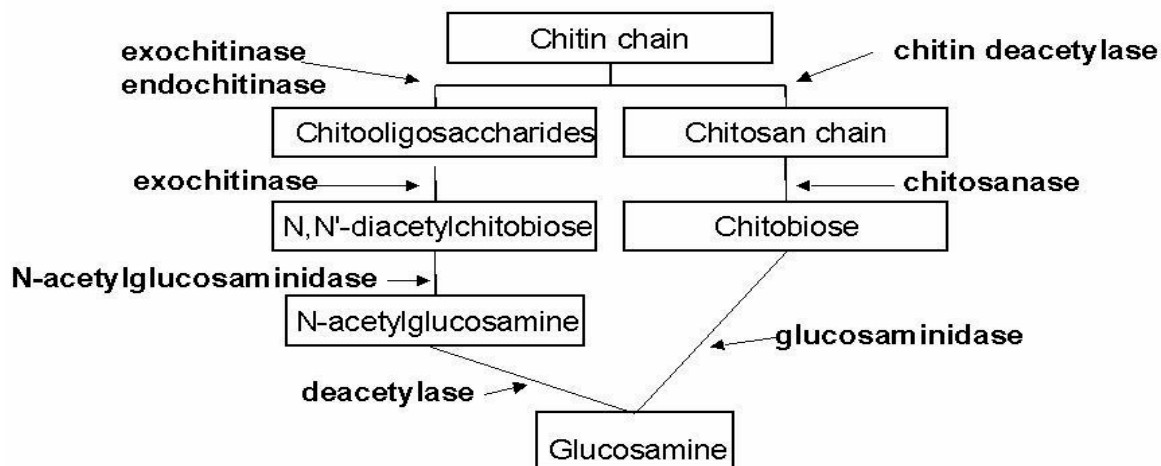 Chitin chain
exochitinase
endochitinase
chitin deacetylase
Chitooligosaccharides
Chitosan chain
exochitinase
chitosanase
N,N'-diacetylchitobiose
Chitobiose
N-acetylglucosaminidase
N-acetylglucosamine
glucosaminidase
deacetylase
Glucosamine